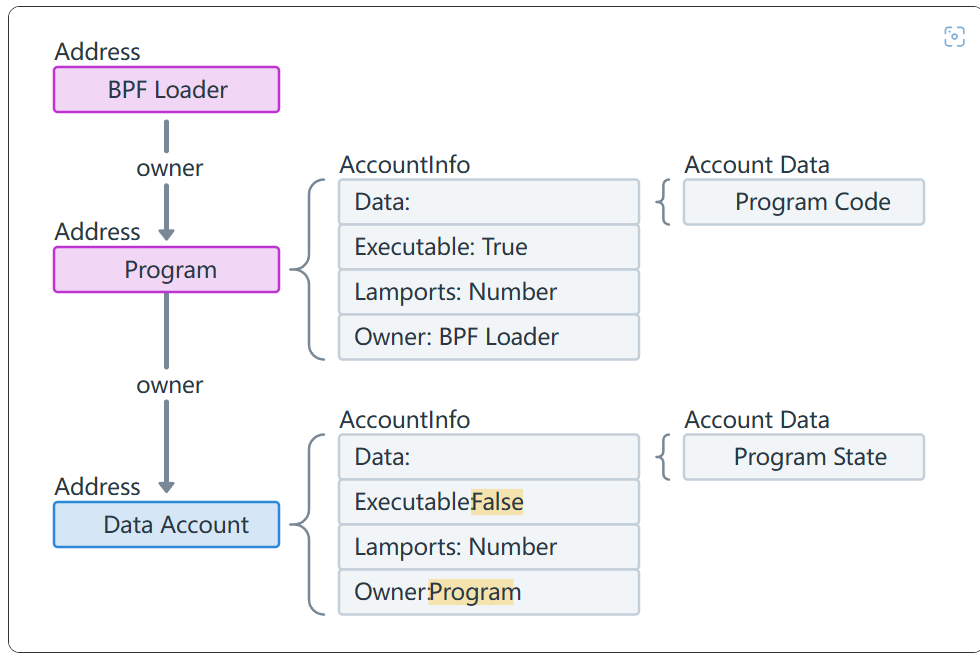 Address
BPF Loader
owner
Address
Program
AccountInfo
Data:
Executable: True
Lamports: Number
Owner: BPF Loader
Account Data
Program Code
owner
Address
Data Account
AccountInfo
Data:
Executable:False
Lamports: Number
Owner:Program
Account Data
Program State